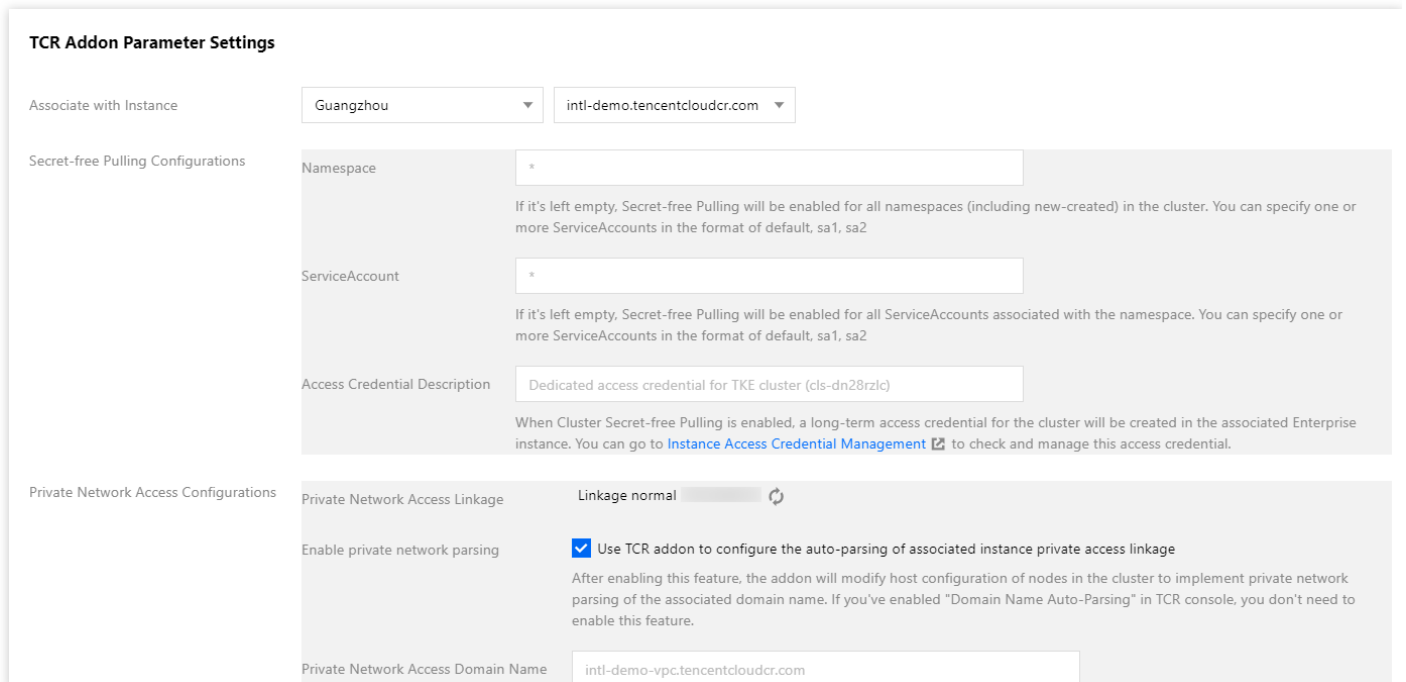 TCR Addon Parameter Settings
Associate with Instance
Guangzhou
intl-demo.tencentcloudcr.com
Secret-free Pulling Configurations
Namespace
*
If it's left empty, Secret-free Pulling will be enabled for all namespaces (including new-created) in the cluster. You can specify one or
more ServiceAccounts in the format of default, sa1, sa2
ServiceAccount
*
If it's left empty, Secret-free Pulling will be enabled for all ServiceAccounts associated with the namespace. You can specify one or
more ServiceAccounts in the format of default, sa1, sa2
Access Credential Description
Dedicated access credential for TKE cluster (cls-dn28rzlc)
When Cluster Secret-free Pulling is enabled, a long-term access credential for the cluster will be created in the associated Enterprise
instance. You can go to Instance Access Credential Management to check and manage this access credential.
Private Network Access Configurations
Private Network Access Linkage
Linkage normal
Enable private network parsing
Use TCR addon to configure the auto-parsing of associated instance private access linkage
After enabling this feature, the addon will modify host configuration of nodes in the cluster to implement private network
parsing of the associated domain name. If you've enabled "Domain Name Auto-Parsing" in TCR console, you don't need to
enable this feature.
Private Network Access Domain Name
intl-demo-vpc.tencentcloudcr.com